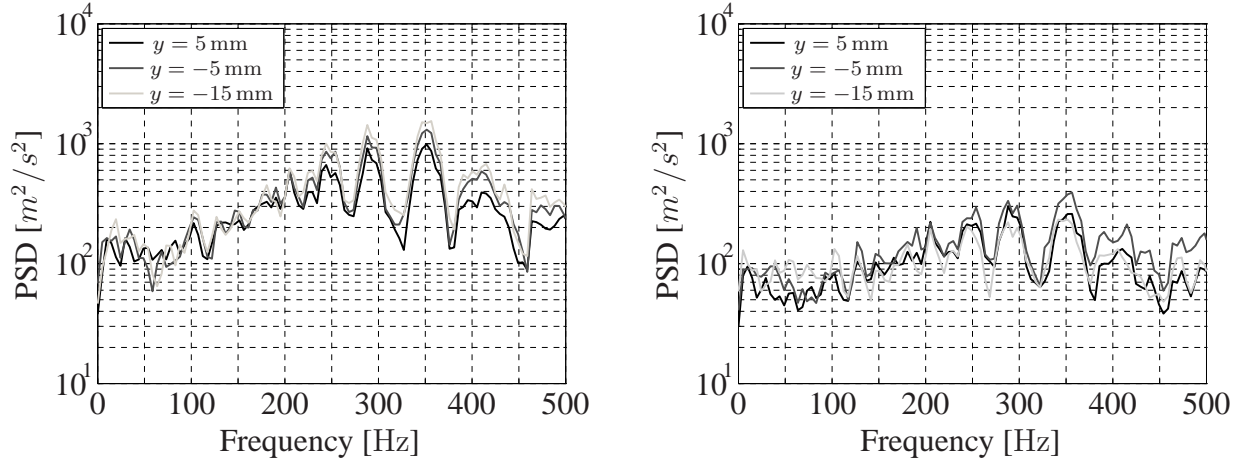 10^4
y = 5 mm
y = −5 mm
y = −15 mm
10^3
10^2
10^1
PSD [m^2/s^2]
0 100 200 300 400 500
Frequency [Hz]
10^4
y = 5 mm
y = −5 mm
y = −15 mm
10^3
10^2
10^1
PSD [m^2/s^2]
0 100 200 300 400 500
Frequency [Hz]